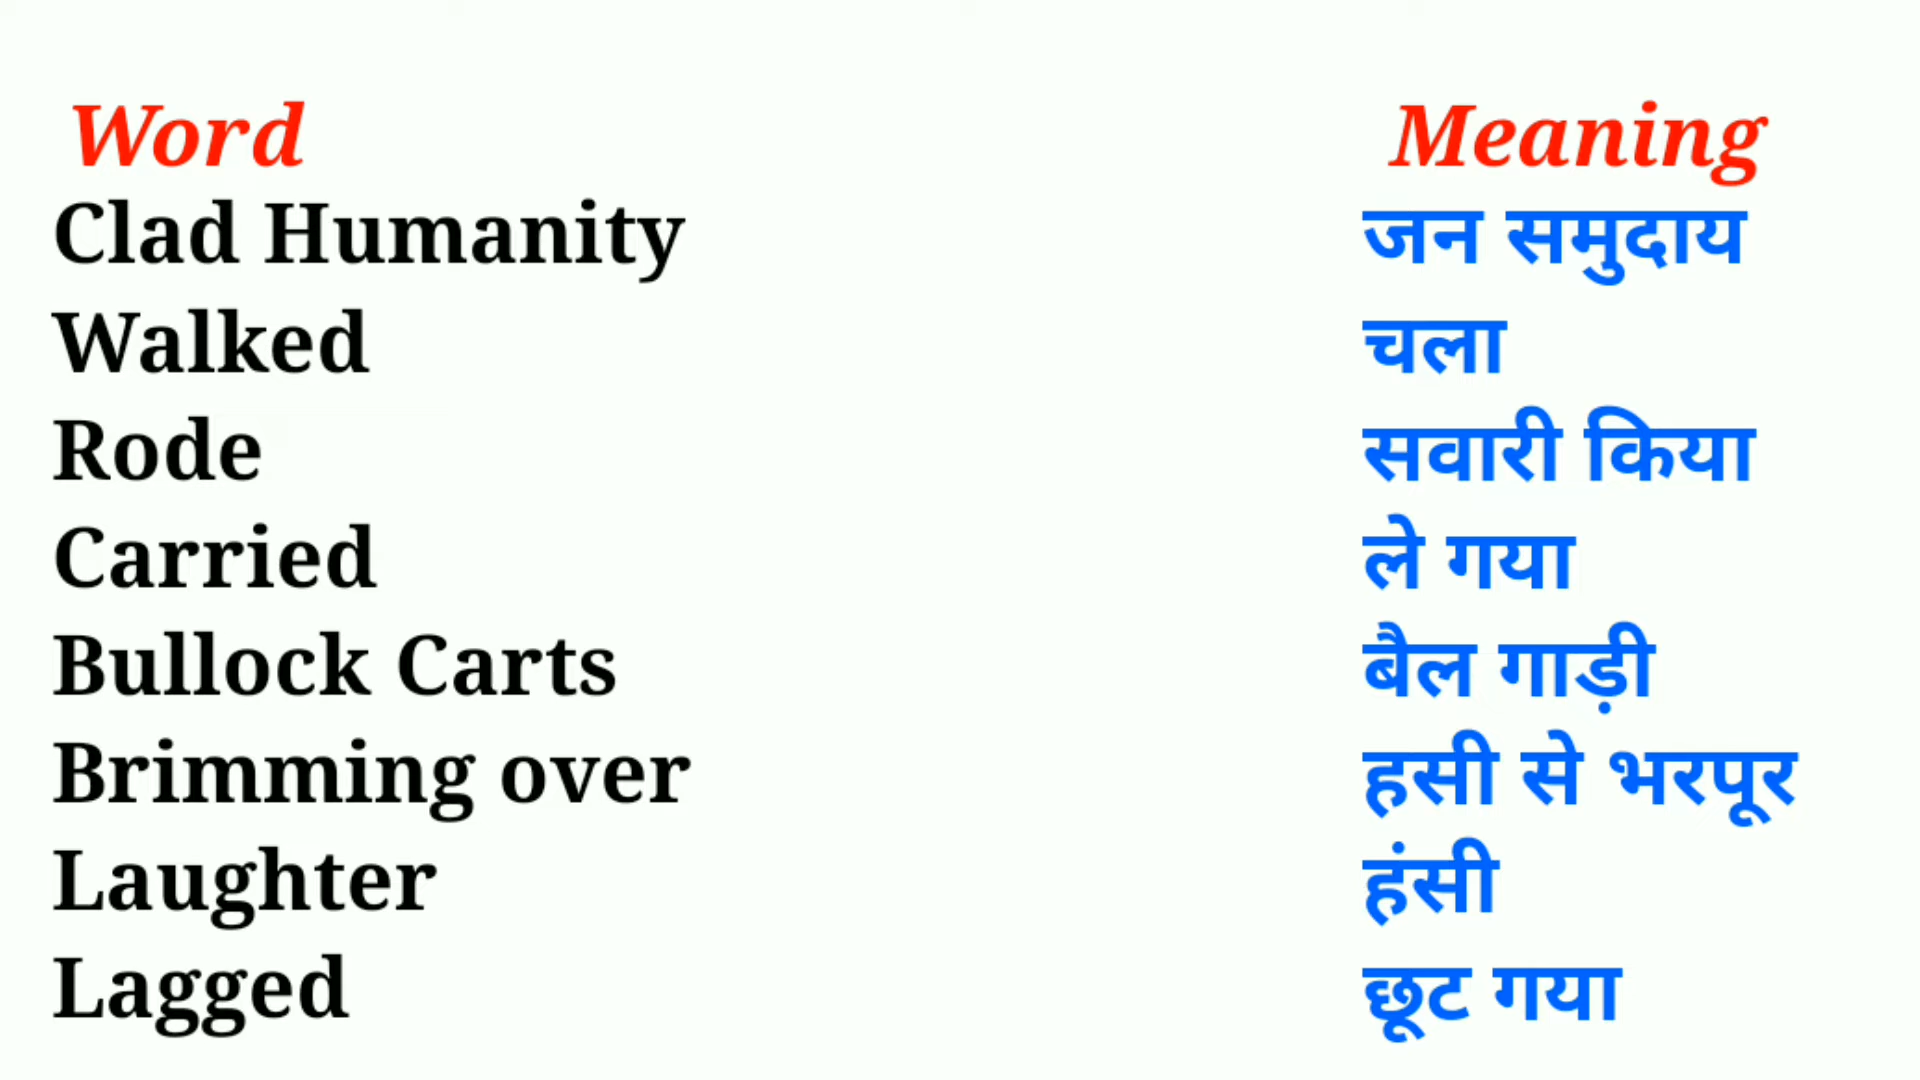 Word Meaning
Clad Humanity जन समुदाय
Walked चला
Rode सवारी किया
Carried ले गया
Bullock Carts बैल गाड़ी
Brimming over हसी से भरपूर
Laughter हंसी
Lagged छूट गया